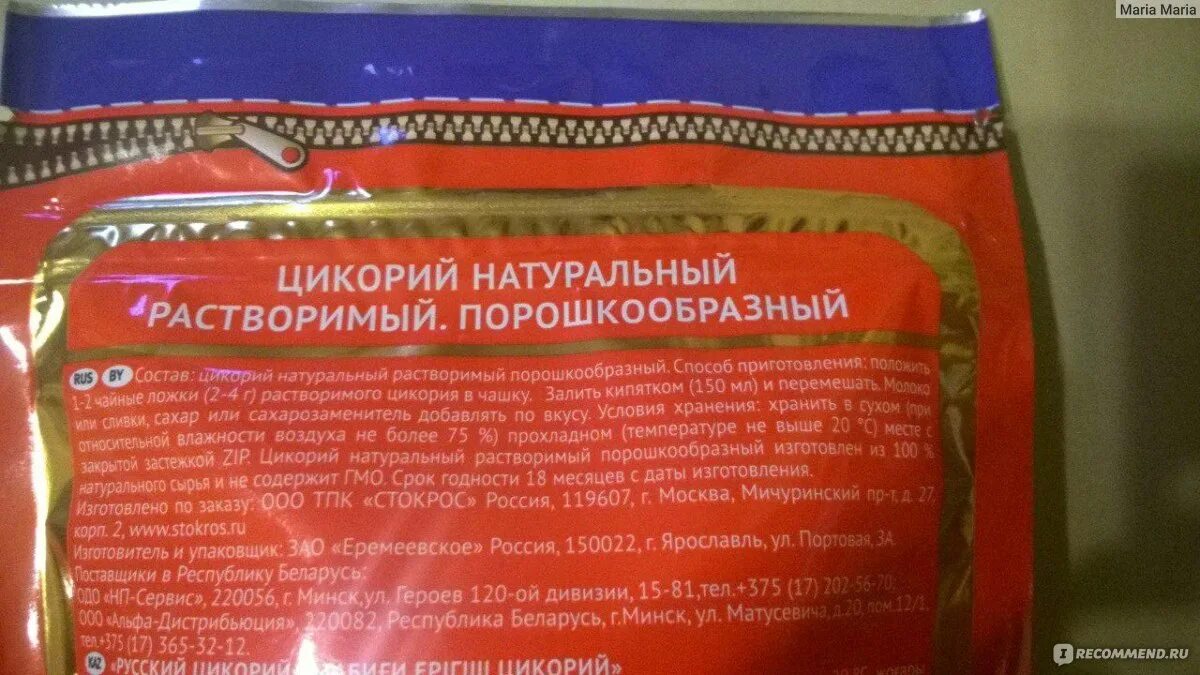 Maria Maria
ЦИКОРИЙ НАТУРАЛЬНЫЙ
РАСТВОРИМЫЙ. ПОРОШКООБРАЗНЫЙ
RUS BY Состав: цикорий натуральный растворимый порошкообразный. Способ приготовления: положить
1-2 чайные ложки (2-4 г) растворимого цикория в чашку. Залить кипятком (150 мл) и перемешать. Молоко
или сливки, сахар или сахарозаменитель добавлять по вкусу. Условия хранения: хранить в сухом (при
относительной влажности воздуха не более 75 %) прохладном (температуре не выше 20 °С) месте с
закрытой застежкой ZIP. Цикорий натуральный растворимый порошкообразный изготовлен из 100 %
натурального сырья и не содержит ГМО. Срок годности 18 месяцев с даты изготовления.
Изготовлено по заказу: ООО ТПК «СТОКРОС» Россия, 119607, г. Москва, Мичуринский пр-т, д. 27,
корп. 2, www.stokros.ru
Изготовитель и упаковщик: ЗАО «Еремеевское» Россия, 150022, г. Ярославль, ул. Портовая, 3А
Поставщики в Республику Беларусь:
ОДО «НП-Сервис», 220056, г. Минск, ул. Героев 120-ой дивизии, 15-81, тел.+375 (17) 202-56-70;
ООО «Альфа-Дистрибьюция», 220082, Республика Беларусь, г.Минск, ул. Матусевича, д.20, пом.12/1,
тел.+375 (17) 365-32-12.
KAZ «РУССКИЙ ЦИКОРИЙ» ТАБИҒИ ЕРІГІШ ЦИКОРИЙ»
I RECOMMEND.RU